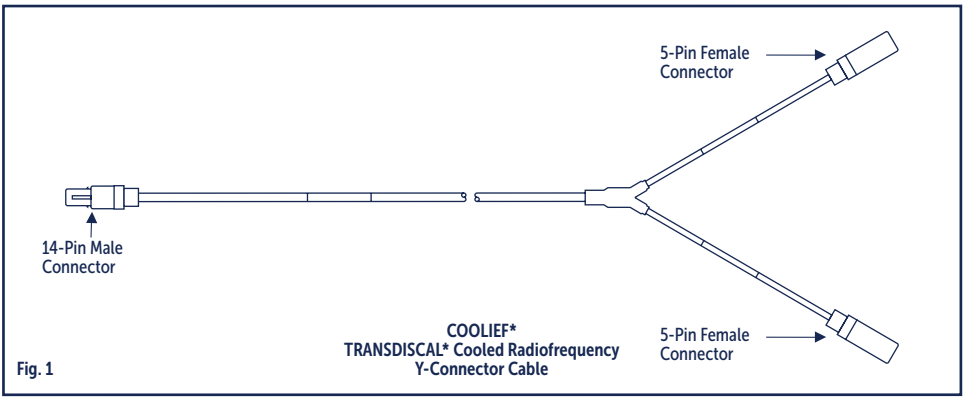 5-Pin Female
Connector
14-Pin Male
Connector
COOLIEF*
TRANSDISCAL* Cooled Radiofrequency
Y-Connector Cable
5-Pin Female
Connector
Fig. 1